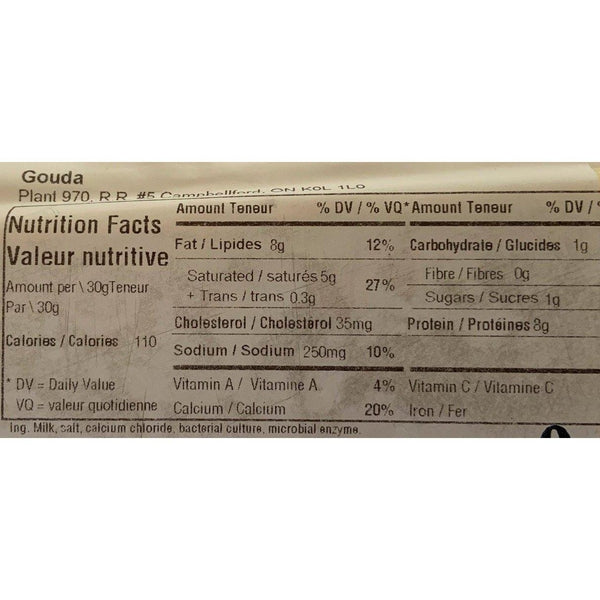 Gouda
Plant 970, R.R. #5 Campbellford, ON K0L 1L0
Nutrition Facts
Valeur nutritive
Amount per \ 30gTeneur
Par \ 30g
Calories / Calories 110
* DV = Daily Value
VQ = valeur quotidienne
Amount Teneur % DV / % VQ*
Fat / Lipides 8g 12%
Saturated / saturés 5g
+ Trans / trans 0.3g 27%
Cholesterol / Cholestérol 35mg
Sodium / Sodium 250mg 10%
Vitamin A / Vitamine A 4%
Calcium / Calcium 20%
Amount Teneur % DV /
Carbohydrate / Glucides 1g
Fibre / Fibres 0g
Sugars / Sucres 1g
Protein / Protéines 8g
Vitamin C / Vitamine C
Iron / Fer
Ing. Milk, salt, calcium chloride, bacterial culture, microbial enzyme.